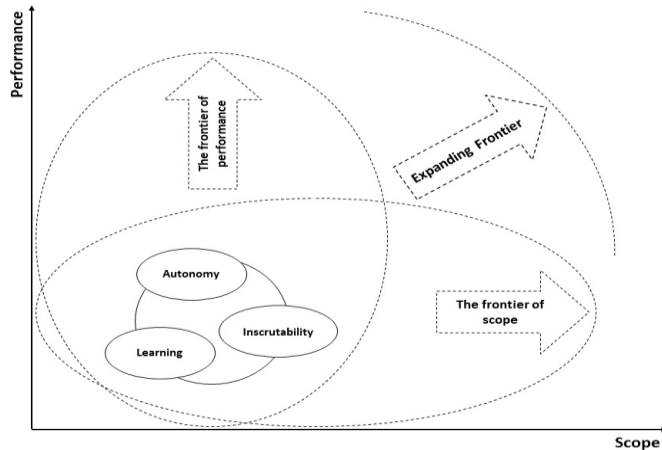 Performance
The frontier of
performance
Expanding Frontier
Autonomy
Inscrutability
Learning
The frontier of
scope
Scope